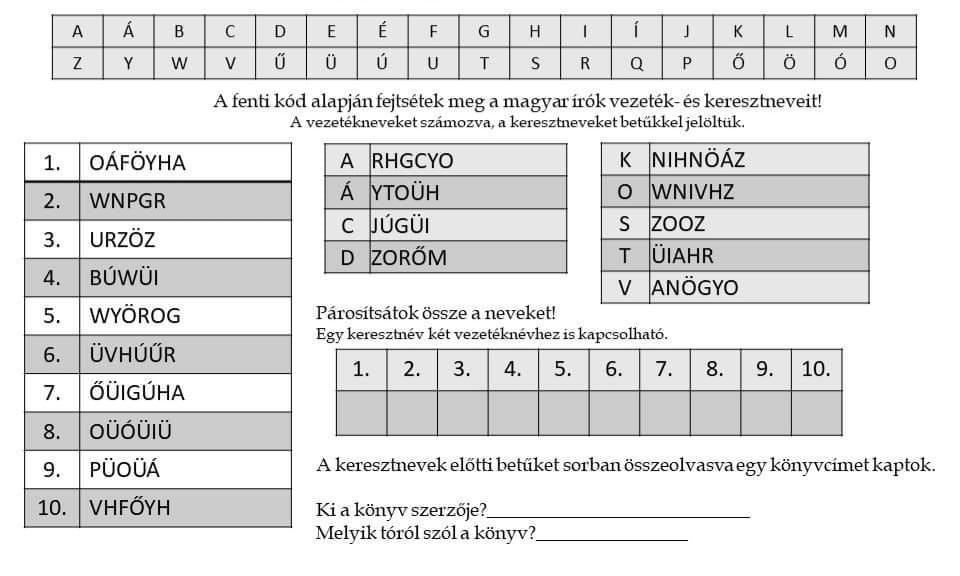 A Á B C D E É F G H I Í J K L M N
Z Y W V Ű Ü Ú U T S R Q P Ő Ö Ó O
A fenti kód alapján fejtsétek meg a magyar írók vezeték- és keresztneveit!
A vezetékneveket számozva, a keresztneveket betűkkel jelöltük.
1. OÁFÖYHA
2. WNPGR
3. URZÖZ
4. BÚWÜI
5. WYÖROG
6. ÜVHÚŰR
7. ŐÜIGÚHA
8. OÜÓÜIÜ
9. PÜOÜÁ
10. VHFŐYH
A RHGCYO
Á YTOÜH
C JÚGÜI
D ZORŐM
K NIHNÖÁZ
O WNIVHZ
S ZOOZ
T ÜIAHR
V ANÖGYO
Párosítsátok össze a neveket!
Egy keresztnév két vezetéknévhez is kapcsolható.
1. 2. 3. 4. 5. 6. 7. 8. 9. 10.
A keresztnevek előtti betűket sorban összeolvasva egy könyvcímet kaptok.
Ki a könyv szerzője?
Melyik tóról szól a könyv?